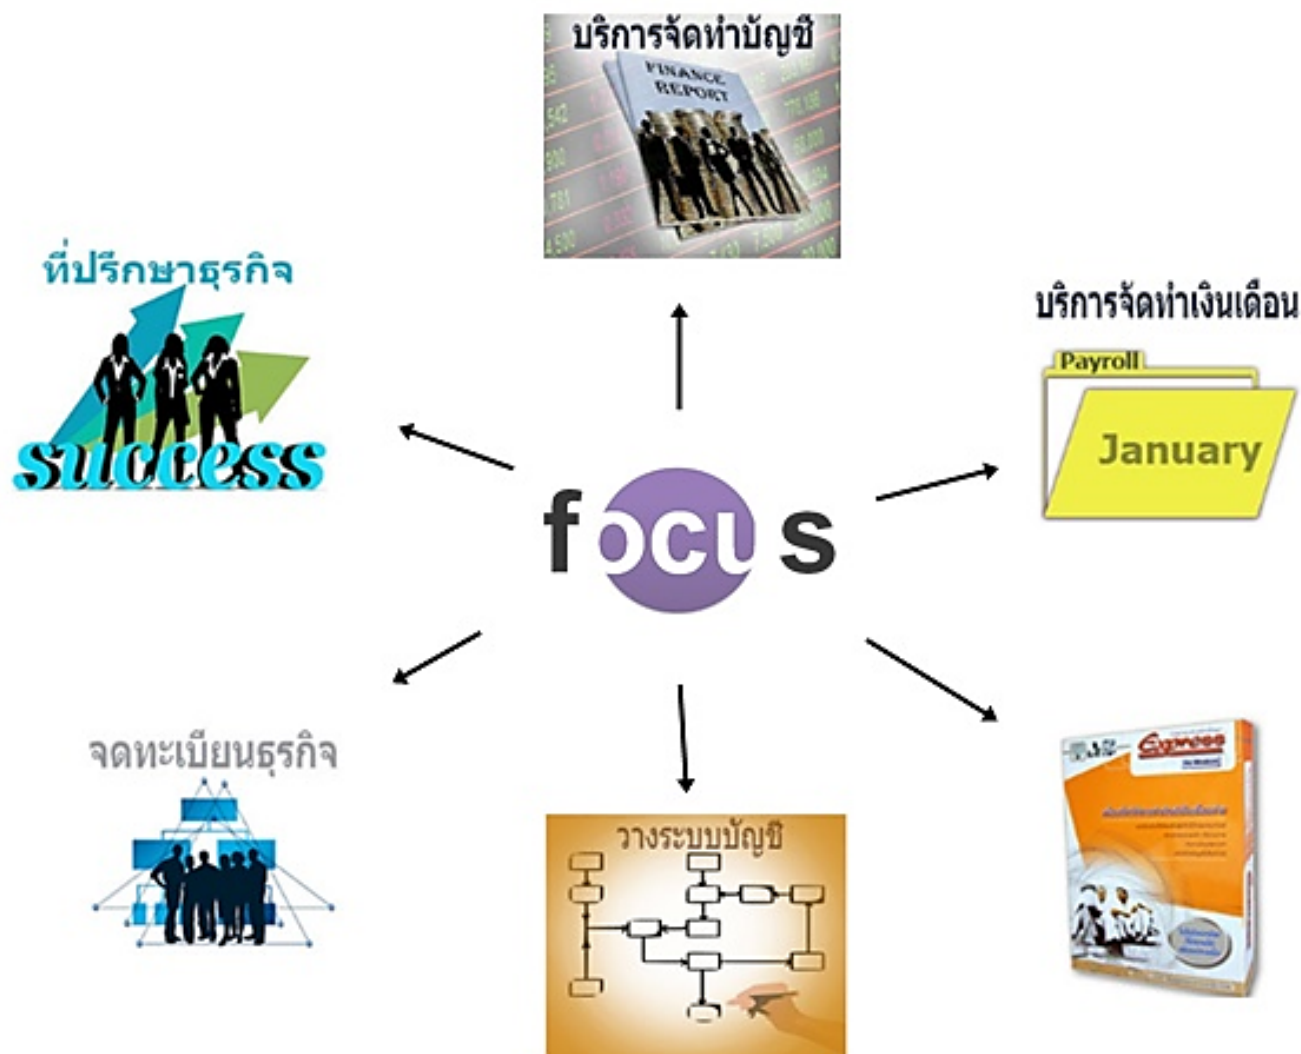 บริการจัดทำบัญชี
FINANCE
REPORT
ที่ปรึกษาธุรกิจ
success
บริการจัดทำเงินเดือน
Payroll
January
focus
จดทะเบียนธุรกิจ
วางระบบบัญชี
Express